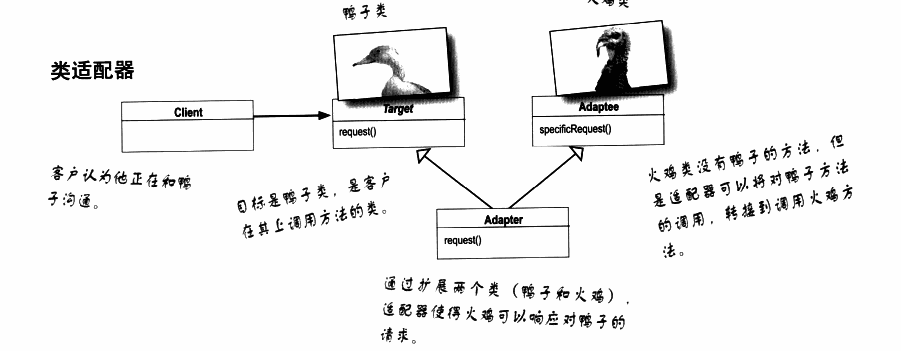 鸭子类
火鸡类
类适配器
Client
Target
request()
Adaptee
specificRequest()
客户认为他正在和鸭
子沟通。
目标是鸭子类，是客户
在其上调用方法的类。
Adapter
request()
火鸡类没有鸭子的方法，但
是适配器可以将对鸭子方法
的调用，转接到调用火鸡方
法。
通过扩展两个类（鸭子和火鸡），
适配器使得火鸡可以响应对鸭子的
请求。